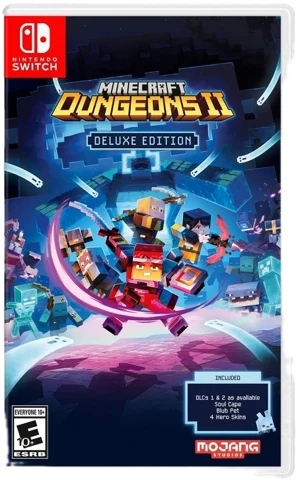 NINTENDO
SWITCH
MINECRAFT
DUNGEONS II
DELUXE EDITION
INCLUDED
DLCs 1 & 2 as available
Soul Cape
Blub Pet
4 Hero Skins
EVERYONE 10+
E
10+
ESRB
MOJANG
STUDIOS